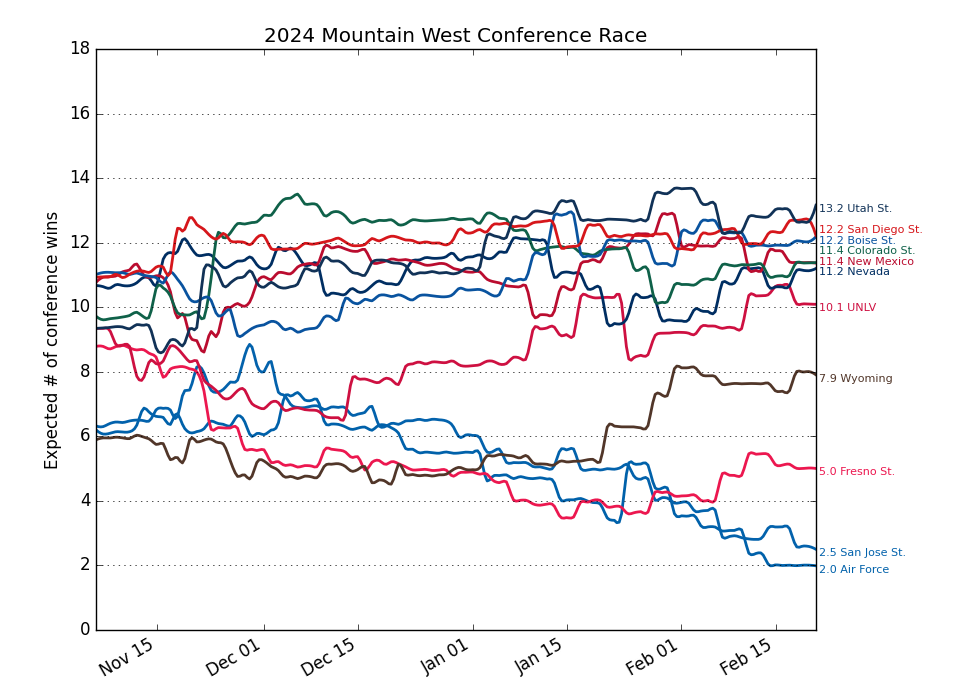 2024 Mountain West Conference Race
Expected # of conference wins
18
16
14
12
10
8
6
4
2
0
13.2 Utah St.
12.2 San Diego St.
12.2 Boise St.
11.4 Colorado St.
11.4 New Mexico
11.2 Nevada
10.1 UNLV
7.9 Wyoming
5.0 Fresno St.
2.5 San Jose St.
2.0 Air Force
Nov 15
Dec 01
Dec 15
Jan 01
Jan 15
Feb 01
Feb 15